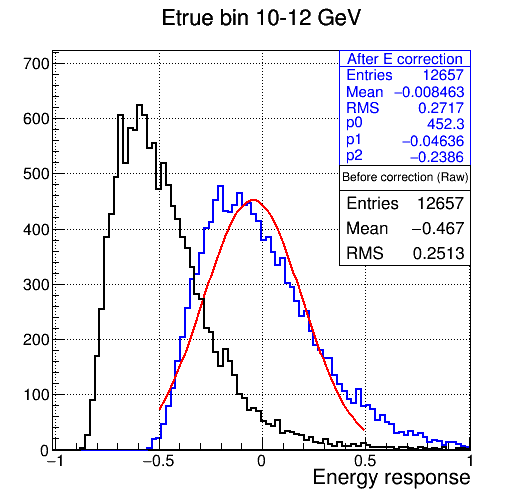 Etrue bin 10-12 GeV
After E correction
Entries 12657
Mean −0.008463
RMS 0.2717
p0 452.3
p1 −0.04636
p2 −0.2386
Before correction (Raw)
Entries 12657
Mean −0.467
RMS 0.2513
700
600
500
400
300
200
100
0
−1 −0.5 0 0.5 1
Energy response